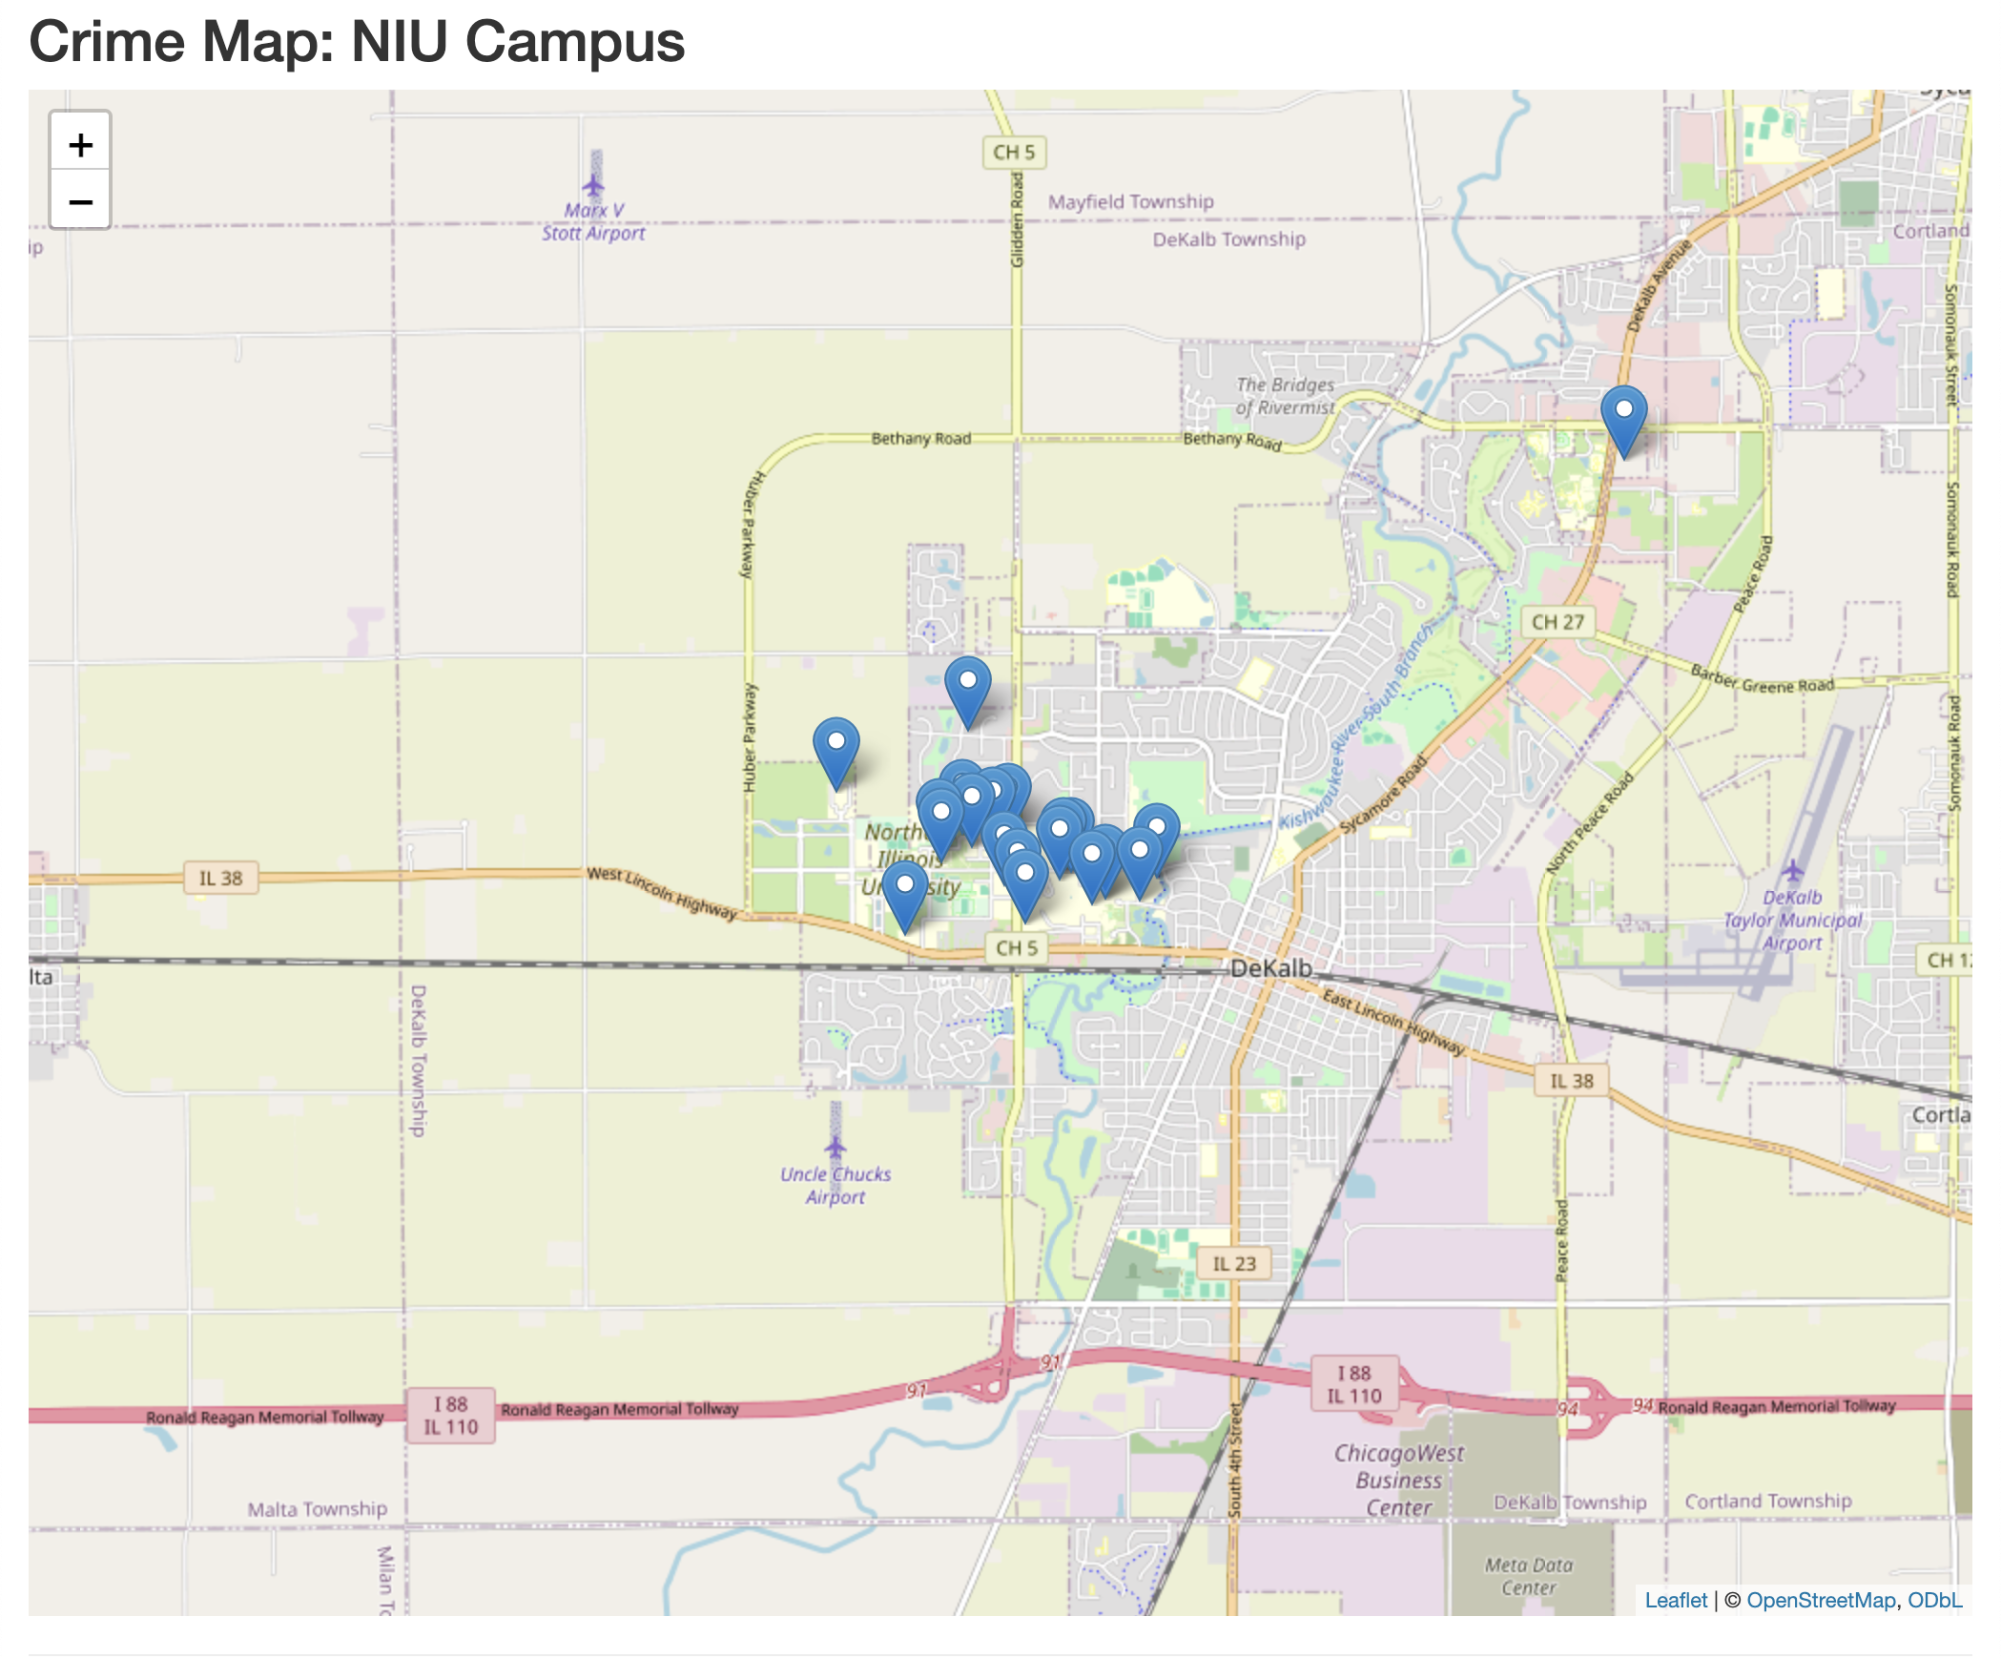 Crime Map: NIU Campus
+
−
CH 5
Glidden Road
Mayfield Township
DeKalb Township
Marx V
Stott Airport
ip
Cortland
DeKalb Avenue
Somonauk Street
The Bridges
of Rivermist
Bethany Road
Bethany Road
Huber Parkway
Somonauk Road
Peace Road
CH 27
Barber Greene Road
Huber Parkway
Kishwaukee River South Branch
Sycamore Road
Somonauk Road
North Peace Road
Illinois
IL 38
West Lincoln Highway
DeKalb
Taylor Municipal
Airport
CH 5
DeKalb
CH 12
lta
East Lincoln Highway
DeKalb Township
IL 38
Cortla
Uncle Chucks
Airport
Peace Road
IL 23
91
91
I 88
IL 110
I 88
IL 110
Ronald Reagan Memorial Tollway
Ronald Reagan Memorial Tollway
94
94
Ronald Reagan Memorial Tollway
South 4th Street
ChicagoWest
Business
Center
Malta Township
DeKalb Township
Cortland Township
Milan To
Meta Data
Center
Leaflet | © OpenStreetMap, ODbL